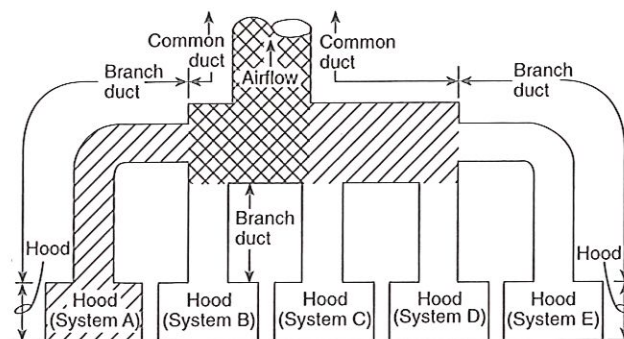 Common
duct
Common
duct
Airflow
Branch
duct
Branch
duct
Branch
duct
Hood
Hood
Hood
(System A)
Hood
(System B)
Hood
(System C)
Hood
(System D)
Hood
(System E)